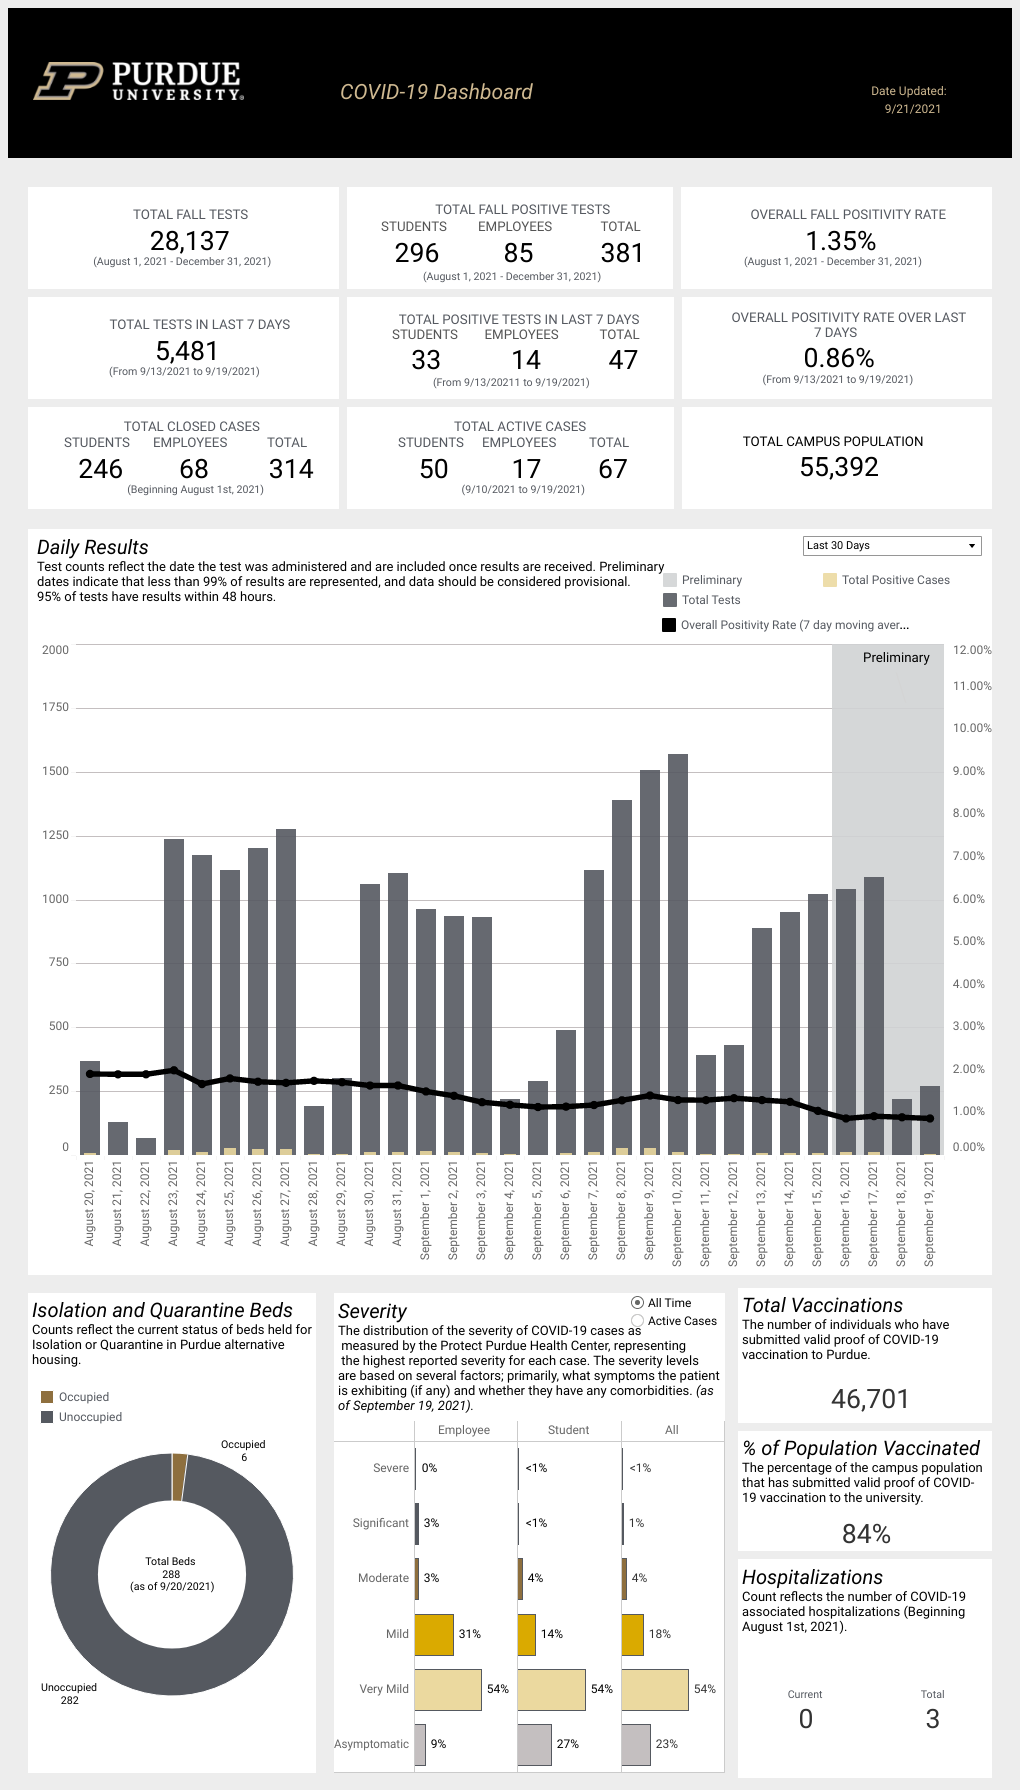 PURDUE
UNIVERSITY®
COVID-19 Dashboard
Date Updated:
9/21/2021
TOTAL FALL TESTS
28,137
(August 1, 2021 - December 31, 2021)
TOTAL FALL POSITIVE TESTS
STUDENTS EMPLOYEES TOTAL
296 85 381
(August 1, 2021 - December 31, 2021)
OVERALL FALL POSITIVITY RATE
1.35%
(August 1, 2021 - December 31, 2021)
TOTAL TESTS IN LAST 7 DAYS
5,481
(From 9/13/2021 to 9/19/2021)
TOTAL POSITIVE TESTS IN LAST 7 DAYS
STUDENTS EMPLOYEES TOTAL
33 14 47
(From 9/13/20211 to 9/19/2021)
OVERALL POSITIVITY RATE OVER LAST
7 DAYS
0.86%
(From 9/13/2021 to 9/19/2021)
TOTAL CLOSED CASES
STUDENTS EMPLOYEES TOTAL
246 68 314
(Beginning August 1st, 2021)
TOTAL ACTIVE CASES
STUDENTS EMPLOYEES TOTAL
50 17 67
(9/10/2021 to 9/19/2021)
TOTAL CAMPUS POPULATION
55,392
Daily Results
Test counts reflect the date the test was administered and are included once results are received. Preliminary
dates indicate that less than 99% of results are represented, and data should be considered provisional.
95% of tests have results within 48 hours.
Last 30 Days
Preliminary
Total Positive Cases
Total Tests
Overall Positivity Rate (7 day moving aver...
Preliminary
2000
1750
1500
1250
1000
750
500
250
0
12.00%
11.00%
10.00%
9.00%
8.00%
7.00%
6.00%
5.00%
4.00%
3.00%
2.00%
1.00%
0.00%
August 20, 2021
August 21, 2021
August 22, 2021
August 23, 2021
August 24, 2021
August 25, 2021
August 26, 2021
August 27, 2021
August 28, 2021
August 29, 2021
August 30, 2021
August 31, 2021
September 1, 2021
September 2, 2021
September 3, 2021
September 4, 2021
September 5, 2021
September 6, 2021
September 7, 2021
September 8, 2021
September 9, 2021
September 10, 2021
September 11, 2021
September 12, 2021
September 13, 2021
September 14, 2021
September 15, 2021
September 16, 2021
September 17, 2021
September 18, 2021
September 19, 2021
Isolation and Quarantine Beds
Counts reflect the current status of beds held for
Isolation or Quarantine in Purdue alternative
housing.
Occupied
Unoccupied
Occupied
6
Total Beds
288
(as of 9/20/2021)
Unoccupied
282
Severity
All Time
Active Cases
The distribution of the severity of COVID-19 cases as
measured by the Protect Purdue Health Center, representing
the highest reported severity for each case. The severity levels
are based on several factors; primarily, what symptoms the patient
is exhibiting (if any) and whether they have any comorbidities. (as
of September 19, 2021).
Employee Student All
Severe 0% <1% <1%
Significant 3% <1% 1%
Moderate 3% 4% 4%
Mild 31% 14% 18%
Very Mild 54% 54% 54%
Asymptomatic 9% 27% 23%
Total Vaccinations
The number of individuals who have
submitted valid proof of COVID-19
vaccination to Purdue.
46,701
% of Population Vaccinated
The percentage of the campus population
that has submitted valid proof of COVID-
19 vaccination to the university.
84%
Hospitalizations
Count reflects the number of COVID-19
associated hospitalizations (Beginning
August 1st, 2021).
Current Total
0 3